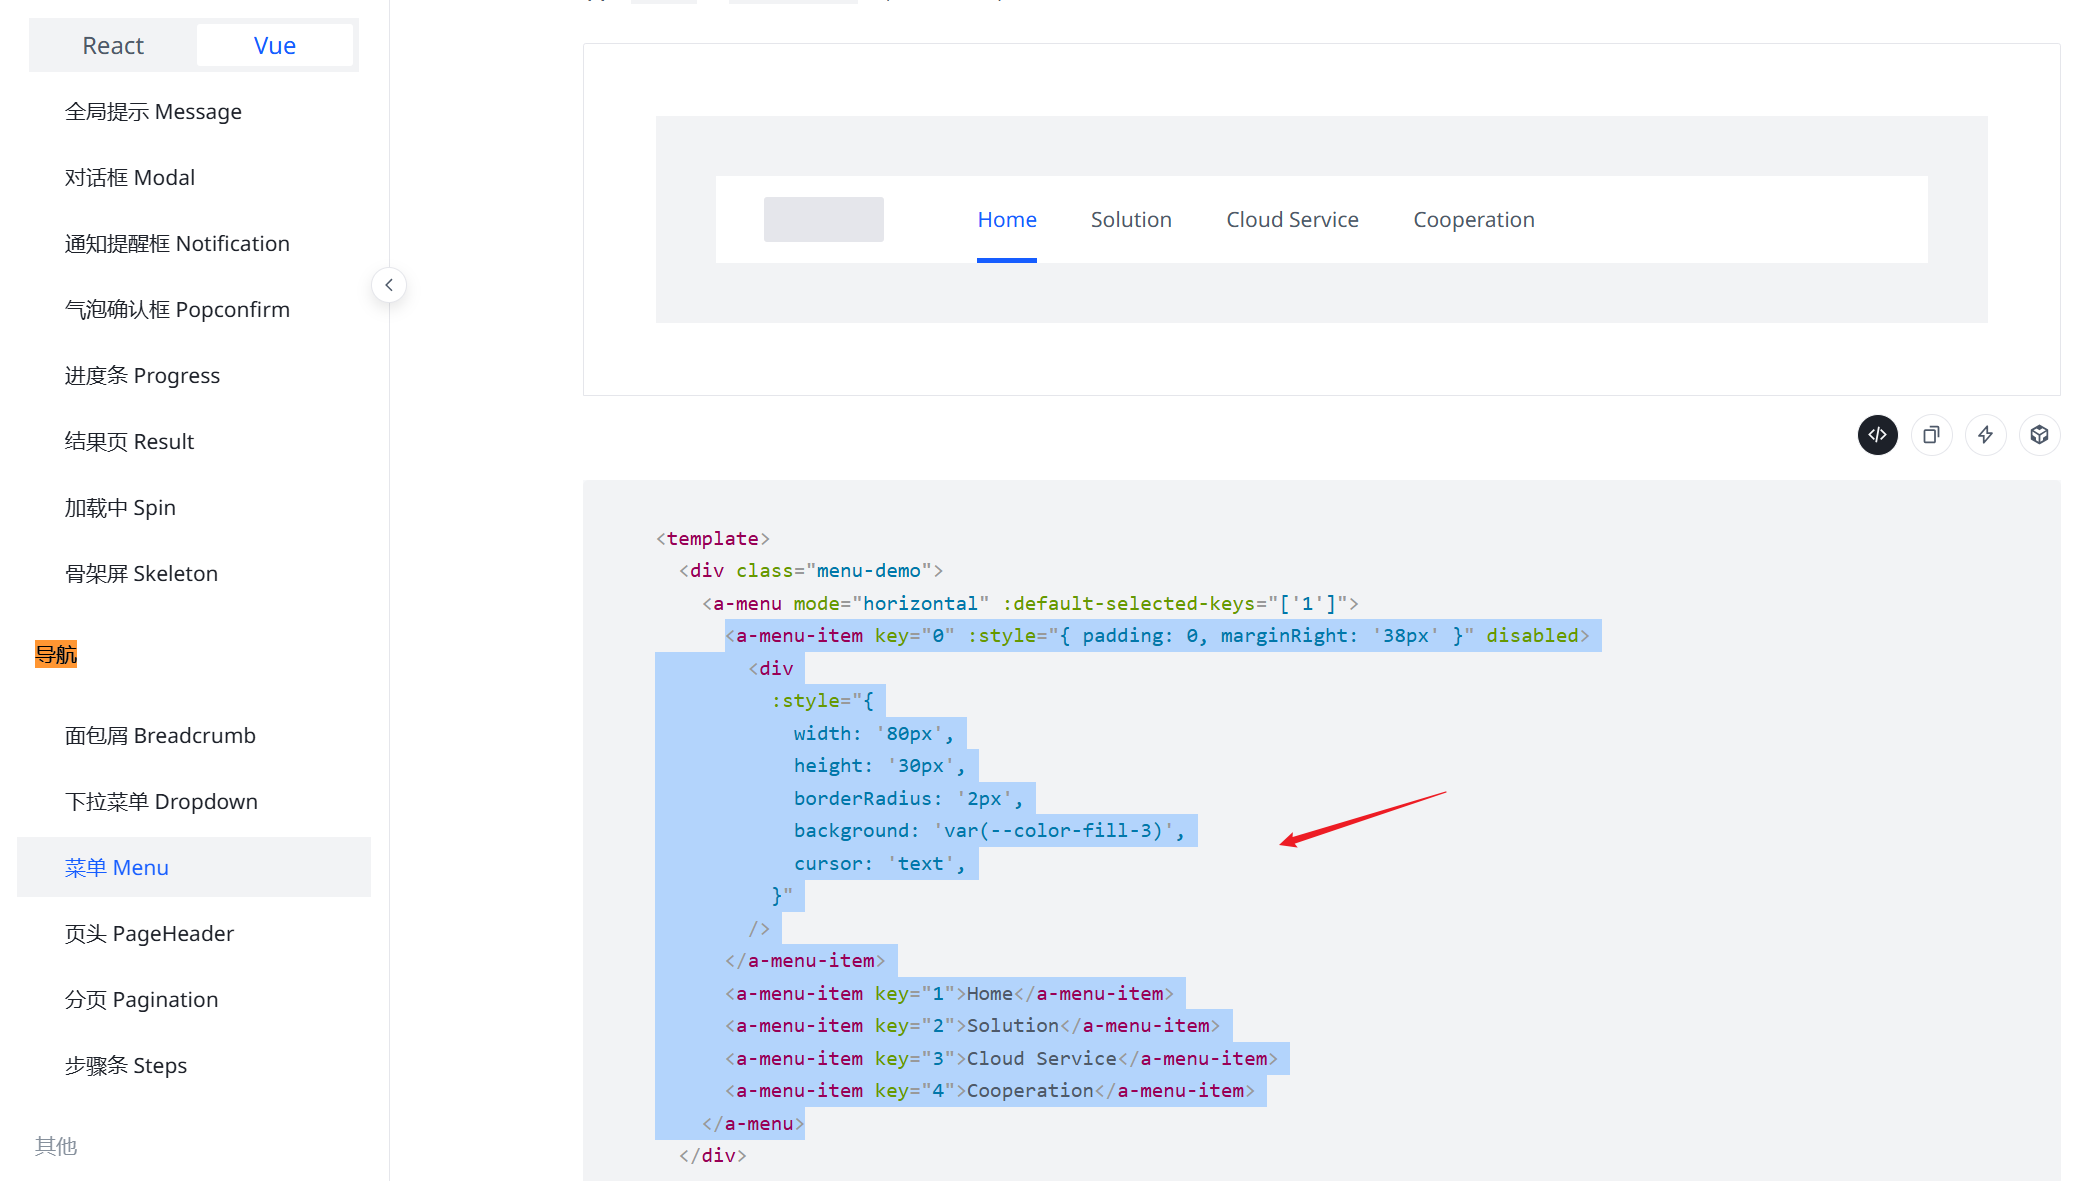 React
Vue
全局提示 Message
对话框 Modal
通知提醒框 Notification
气泡确认框 Popconfirm
进度条 Progress
结果页 Result
加载中 Spin
骨架屏 Skeleton
导航
面包屑 Breadcrumb
下拉菜单 Dropdown
菜单 Menu
页头 PageHeader
分页 Pagination
步骤条 Steps
其他
Home
Solution
Cloud Service
Cooperation
</>
<template>
<div class="menu-demo">
<a-menu mode="horizontal" :default-selected-keys="['1']">
<a-menu-item key="0" :style="{ padding: 0, marginRight: '38px' }" disabled>
<div
:style="{
width: '80px',
height: '30px',
borderRadius: '2px',
background: 'var(--color-fill-3)',
cursor: 'text',
}"
/>
</a-menu-item>
<a-menu-item key="1">Home</a-menu-item>
<a-menu-item key="2">Solution</a-menu-item>
<a-menu-item key="3">Cloud Service</a-menu-item>
<a-menu-item key="4">Cooperation</a-menu-item>
</a-menu>
</div>